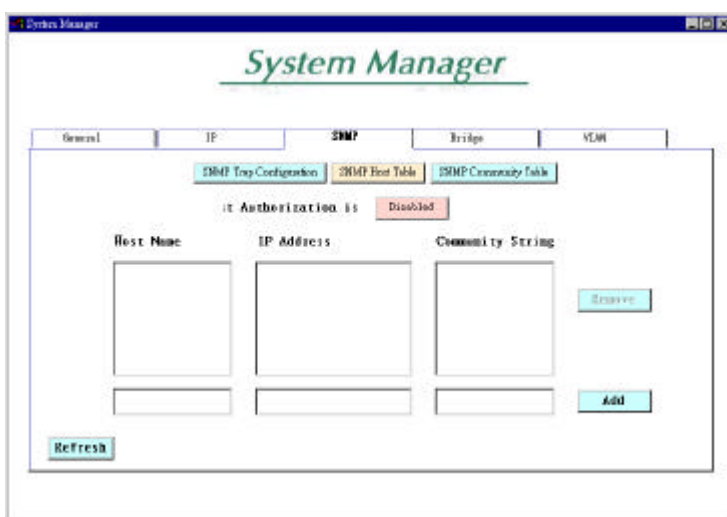 System Manager
System Manager
General IP SNMP Bridge VLAN
SNMP Trap Configuration SNMP Host Table SNMP Community Table
t Authorization is Disabled
Host Name IP Address Community String
Remove
Add
Refresh